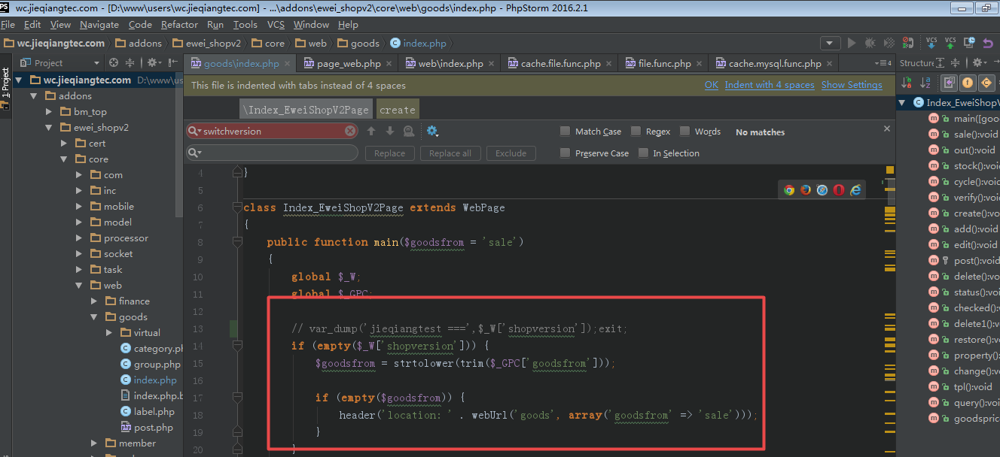 wc.jieqiangtec.com - [D:\www\users\wc.jieqiangtec.com] - ...\addons\ewei_shopv2\core\web\goods\index.php - PhpStorm 2016.2.1
File Edit View Navigate Code Refactor Run Tools VCS Window Help
wc.jieqiangtec.com addons ewei_shopv2 core web goods index.php
VCS VCS
Project
goods\index.php page_web.php web\index.php cache.file.func.php file.func.php cache.mysql.func.php
Structure
1: Project
wc.jieqiangtec.com D:\www\us
addons
bm_top
ewei_shopv2
cert
core
com
inc
mobile
model
processor
socket
task
web
finance
goods
virtual
category.ph
group.php
index.php
index.php.b
label.php
post.php
member
This file is indented with tabs instead of 4 spaces OK Indent with 4 spaces Show Settings
\Index_EweiShopV2Page create
switchversion Match Case Regex Words No matches
Replace Replace all Exclude Preserve Case In Selection
4 }
5
6 class Index_EweiShopV2Page extends WebPage
7 {
8 public function main($goodsfrom = 'sale')
9 {
10 global $_W;
11 global $_GPC;
12
13 // var_dump('jieqiangtest ===',$_W['shopversion']);exit;
14 if (empty($_W['shopversion'])) {
15 $goodsfrom = strtolower(trim($_GPC['goodsfrom']));
16
17 if (empty($goodsfrom)) {
18 header('location: ' . webUrl('goods', array('goodsfrom' => 'sale')));
19 }
20 }
Index_EweiShopV
main([goo
sale():void
out():void
stock():voi
cycle():voi
verify():voi
create():vo
add():void
edit():void
post():void
delete():vo
status():voi
checked():v
delete1():vo
restore():vo
property():
change():vo
tpl():void
query():voi
goodspric